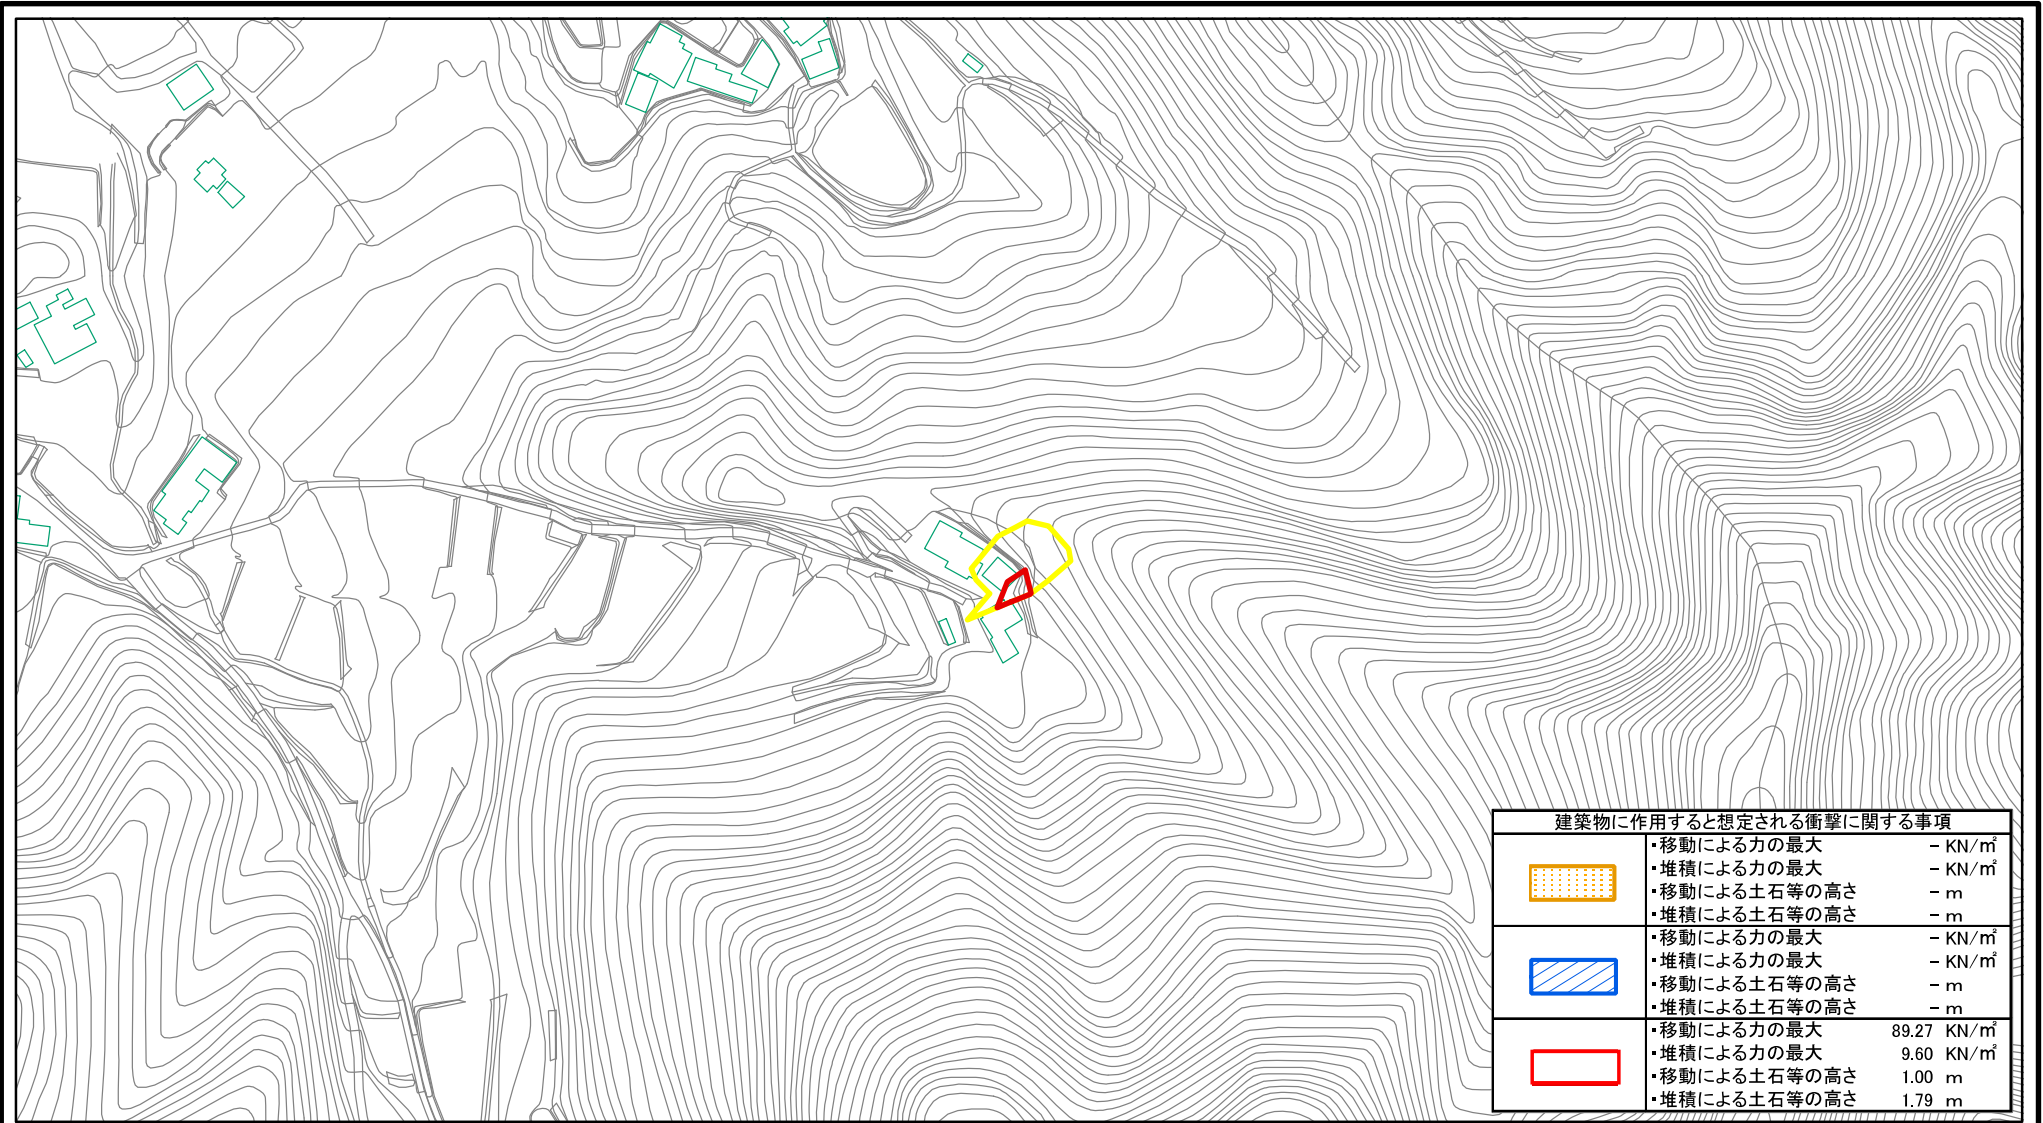 建築物に作用すると想定される衝撃に関する事項
・移動による力の最大 - KN/㎡
・堆積による力の最大 - KN/㎡
・移動による土石等の高さ - m
・堆積による土石等の高さ - m
・移動による力の最大 - KN/㎡
・堆積による力の最大 - KN/㎡
・移動による土石等の高さ - m
・堆積による土石等の高さ - m
・移動による力の最大 89.27 KN/㎡
・堆積による力の最大 9.60 KN/㎡
・移動による土石等の高さ 1.00 m
・堆積による土石等の高さ 1.79 m